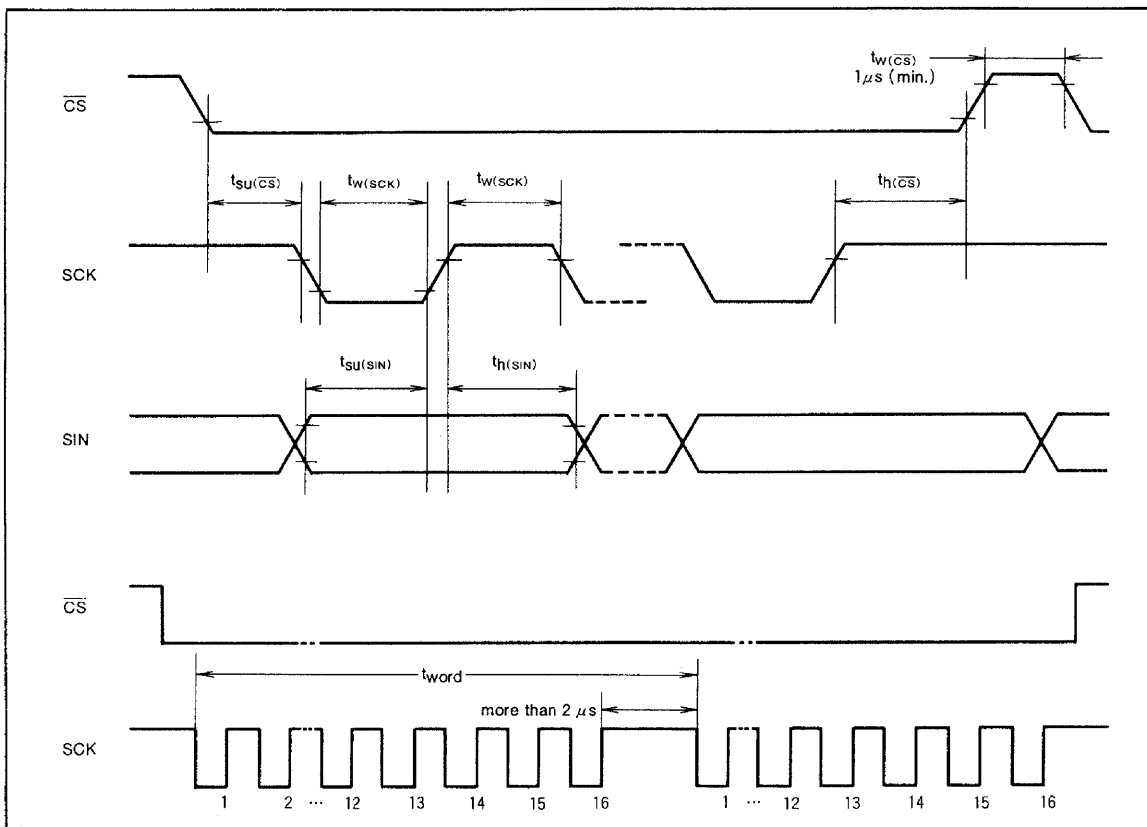 tw(CS)
1μs (min.)
CS
tsu(CS)
tw(SCK)
tw(SCK)
th(CS)
SCK
tsu(SIN)
th(SIN)
SIN
CS
tword
more than 2 μs
SCK
1 2 ... 12 13 14 15 16 1 ... 12 13 14 15 16